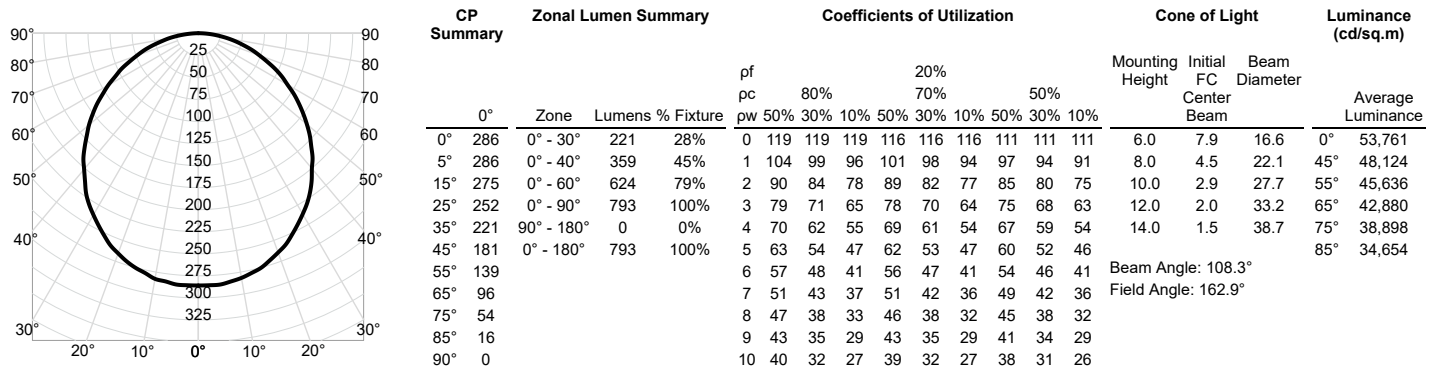 90° 90
80° 80
70° 70
60° 60
50° 50°
40° 40°
30° 30°
20° 10° 0° 10° 20°
25
50
75
100
125
150
175
200
225
250
275
300
325
CP Summary
0°
0° 286
5° 286
15° 275
25° 252
35° 221
45° 181
55° 139
65° 96
75° 54
85° 16
90° 0
Zonal Lumen Summary
Zone Lumens % Fixture
0° - 30° 221 28%
0° - 40° 359 45%
0° - 60° 624 79%
0° - 90° 793 100%
90° - 180° 0 0%
0° - 180° 793 100%
Coefficients of Utilization
ρf 20%
ρc 80% 70% 50%
ρw 50% 30% 10% 50% 30% 10% 50% 30% 10%
0 119 119 119 116 116 116 111 111 111
1 104 99 96 101 98 94 97 94 91
2 90 84 78 89 82 77 85 80 75
3 79 71 65 78 70 64 75 68 63
4 70 62 55 69 61 54 67 59 54
5 63 54 47 62 53 47 60 52 46
6 57 48 41 56 47 41 54 46 41
7 51 43 37 51 42 36 49 42 36
8 47 38 33 46 38 32 45 38 32
9 43 35 29 43 35 29 41 34 29
10 40 32 27 39 32 27 38 31 26
Cone of Light
Mounting Height Initial FC Center Beam Beam Diameter
6.0 7.9 16.6
8.0 4.5 22.1
10.0 2.9 27.7
12.0 2.0 33.2
14.0 1.5 38.7
Beam Angle: 108.3°
Field Angle: 162.9°
Luminance
(cd/sq.m)
Average
Luminance
0° 53,761
45° 48,124
55° 45,636
65° 42,880
75° 38,898
85° 34,654